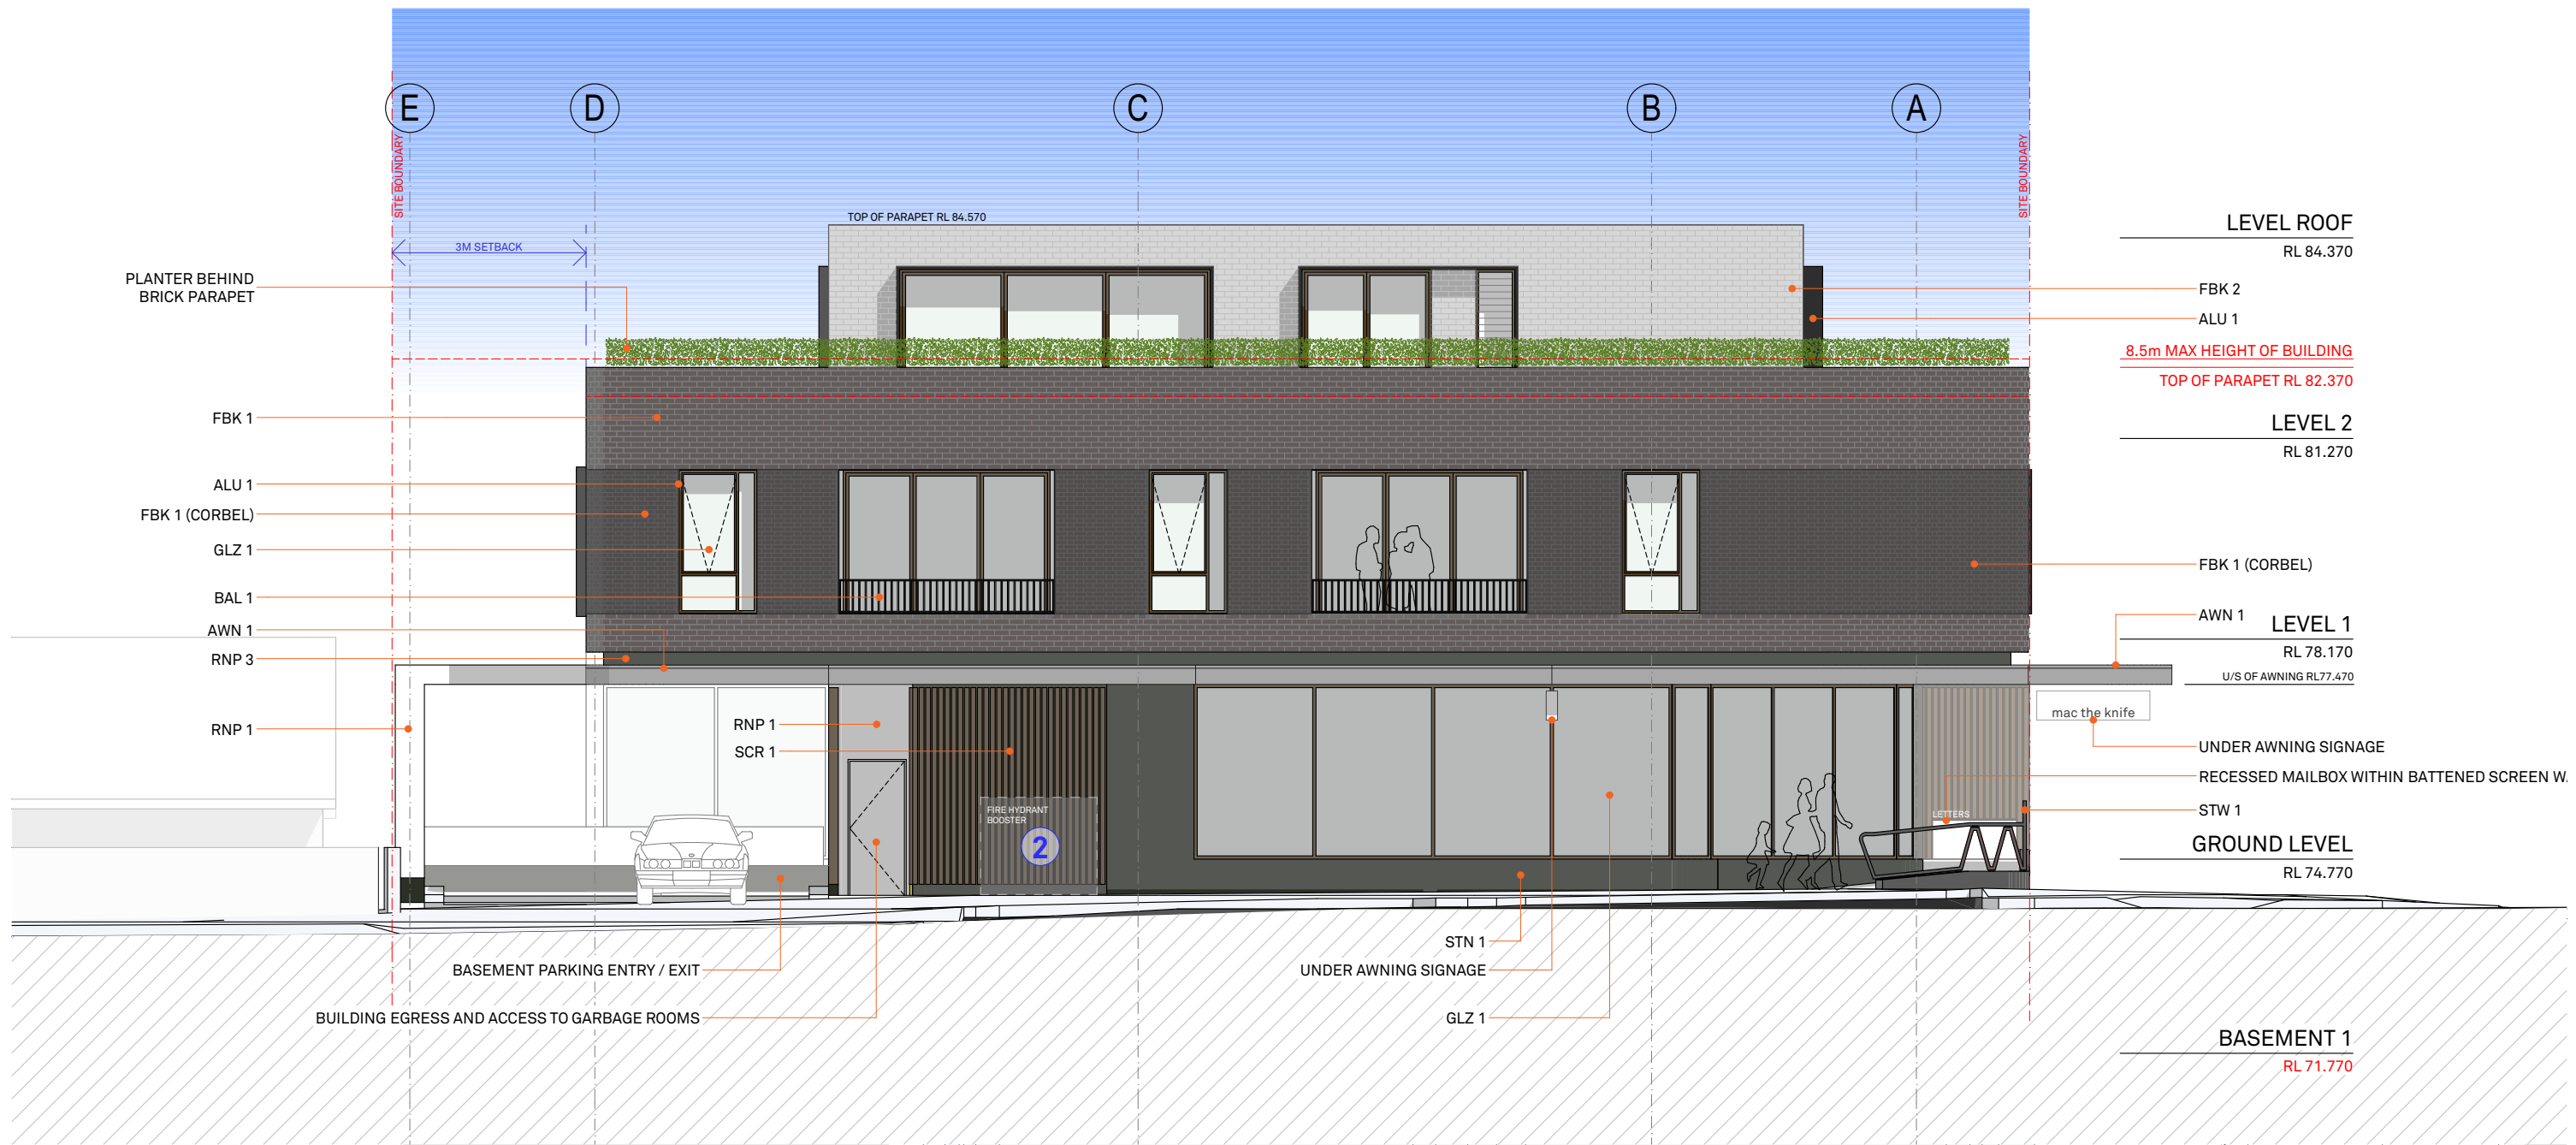 E
D
C
B
A
SITE BOUNDARY
SITE BOUNDARY
TOP OF PARAPET RL 84.570
3M SETBACK
PLANTER BEHIND
BRICK PARAPET
FBK 1
ALU 1
FBK 1 (CORBEL)
GLZ 1
BAL 1
AWN 1
RNP 3
RNP 1
RNP 1
SCR 1
FIRE HYDRANT
BOOSTER
2
LETTERS
mac the knife
BASEMENT PARKING ENTRY / EXIT
BUILDING EGRESS AND ACCESS TO GARBAGE ROOMS
STN 1
UNDER AWNING SIGNAGE
GLZ 1
LEVEL ROOF
RL 84.370
FBK 2
ALU 1
8.5m MAX HEIGHT OF BUILDING
TOP OF PARAPET RL 82.370
LEVEL 2
RL 81.270
FBK 1 (CORBEL)
AWN 1
LEVEL 1
RL 78.170
U/S OF AWNING RL77.470
UNDER AWNING SIGNAGE
RECESSED MAILBOX WITHIN BATTENED SCREEN W
STW 1
GROUND LEVEL
RL 74.770
BASEMENT 1
RL 71.770